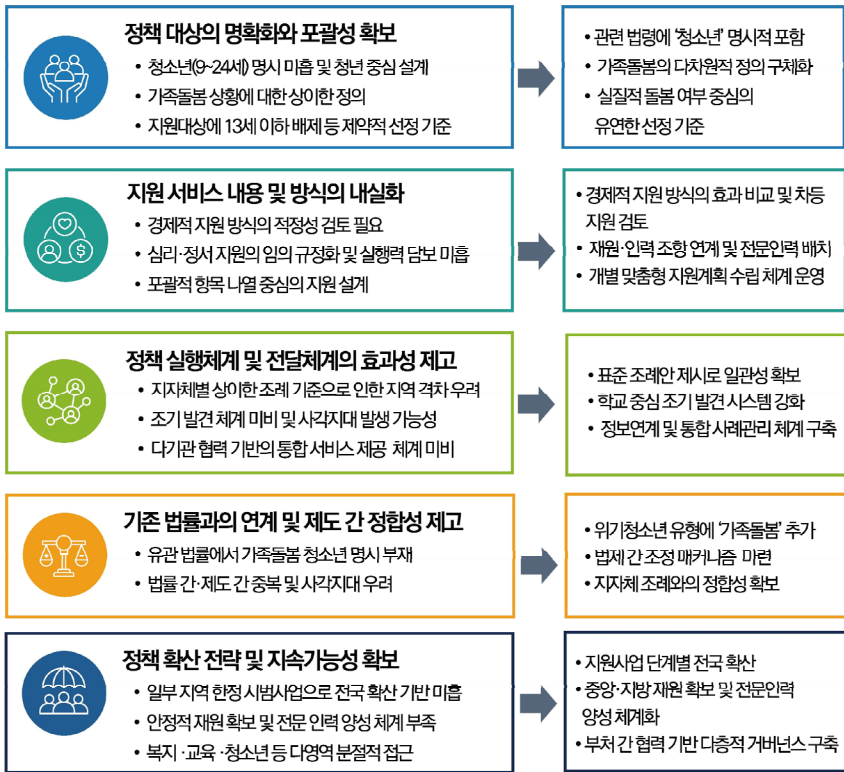 정책 대상의 명확화와 포괄성 확보
• 청소년(9~24세) 명시 미흡 및 청년 중심 설계
• 가족돌봄 상황에 대한 상이한 정의
• 지원대상에 13세 이하 배제 등 제약적 선정 기준
• 관련 법령에 ‘청소년’ 명시적 포함
• 가족돌봄의 다차원적 정의 구체화
• 실질적 돌봄 여부 중심의
유연한 선정 기준
지원 서비스 내용 및 방식의 내실화
• 경제적 지원 방식의 적정성 검토 필요
• 심리·정서 지원의 임의 규정화 및 실행력 담보 미흡
• 포괄적 항목 나열 중심의 지원 설계
• 경제적 지원 방식의 효과 비교 및 차등
지원 검토
• 재원·인력 조항 연계 및 전문인력 배치
• 개별 맞춤형 지원계획 수립 체계 운영
정책 실행체계 및 전달체계의 효과성 제고
• 지자체별 상이한 조례 기준으로 인한 지역 격차 우려
• 조기 발견 체계 미비 및 사각지대 발생 가능성
• 다기관 협력 기반의 통합 서비스 제공 체계 미비
• 표준 조례안 제시로 일관성 확보
• 학교 중심 조기 발견 시스템 강화
• 정보연계 및 통합 사례관리 체계 구축
기존 법률과의 연계 및 제도 간 정합성 제고
• 유관 법률에서 가족돌봄 청소년 명시 부재
• 법률 간·제도 간 중복 및 사각지대 우려
• 위기청소년 유형에 ‘가족돌봄’ 추가
• 법제 간 조정 매커니즘 마련
• 지자체 조례와의 정합성 확보
정책 확산 전략 및 지속가능성 확보
• 일부 지역 한정 시범사업으로 전국 확산 기반 미흡
• 안정적 재원 확보 및 전문 인력 양성 체계 부족
• 복지·교육·청소년 등 다영역 분절적 접근
• 지원사업 단계별 전국 확산
• 중앙·지방 재원 확보 및 전문인력
양성 체계화
• 부처 간 협력 기반 다층적 거버넌스 구축